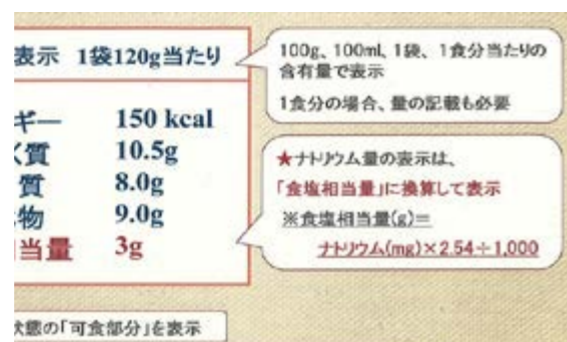 表示 1袋120g当たり
ギー 150 kcal
く質 10.5g
質 8.0g
物 9.0g
相当量 3g
100g、100ml、1袋、1食分当たりの
含有量で表示
1食分の場合、量の記載も必要
★ナトリウム量の表示は、
「食塩相当量」に換算して表示
※食塩相当量(g)=
ナトリウム(mg)×2.54÷1,000
状態の「可食部分」を表示